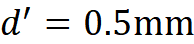 𝑑′ = 0.5mm